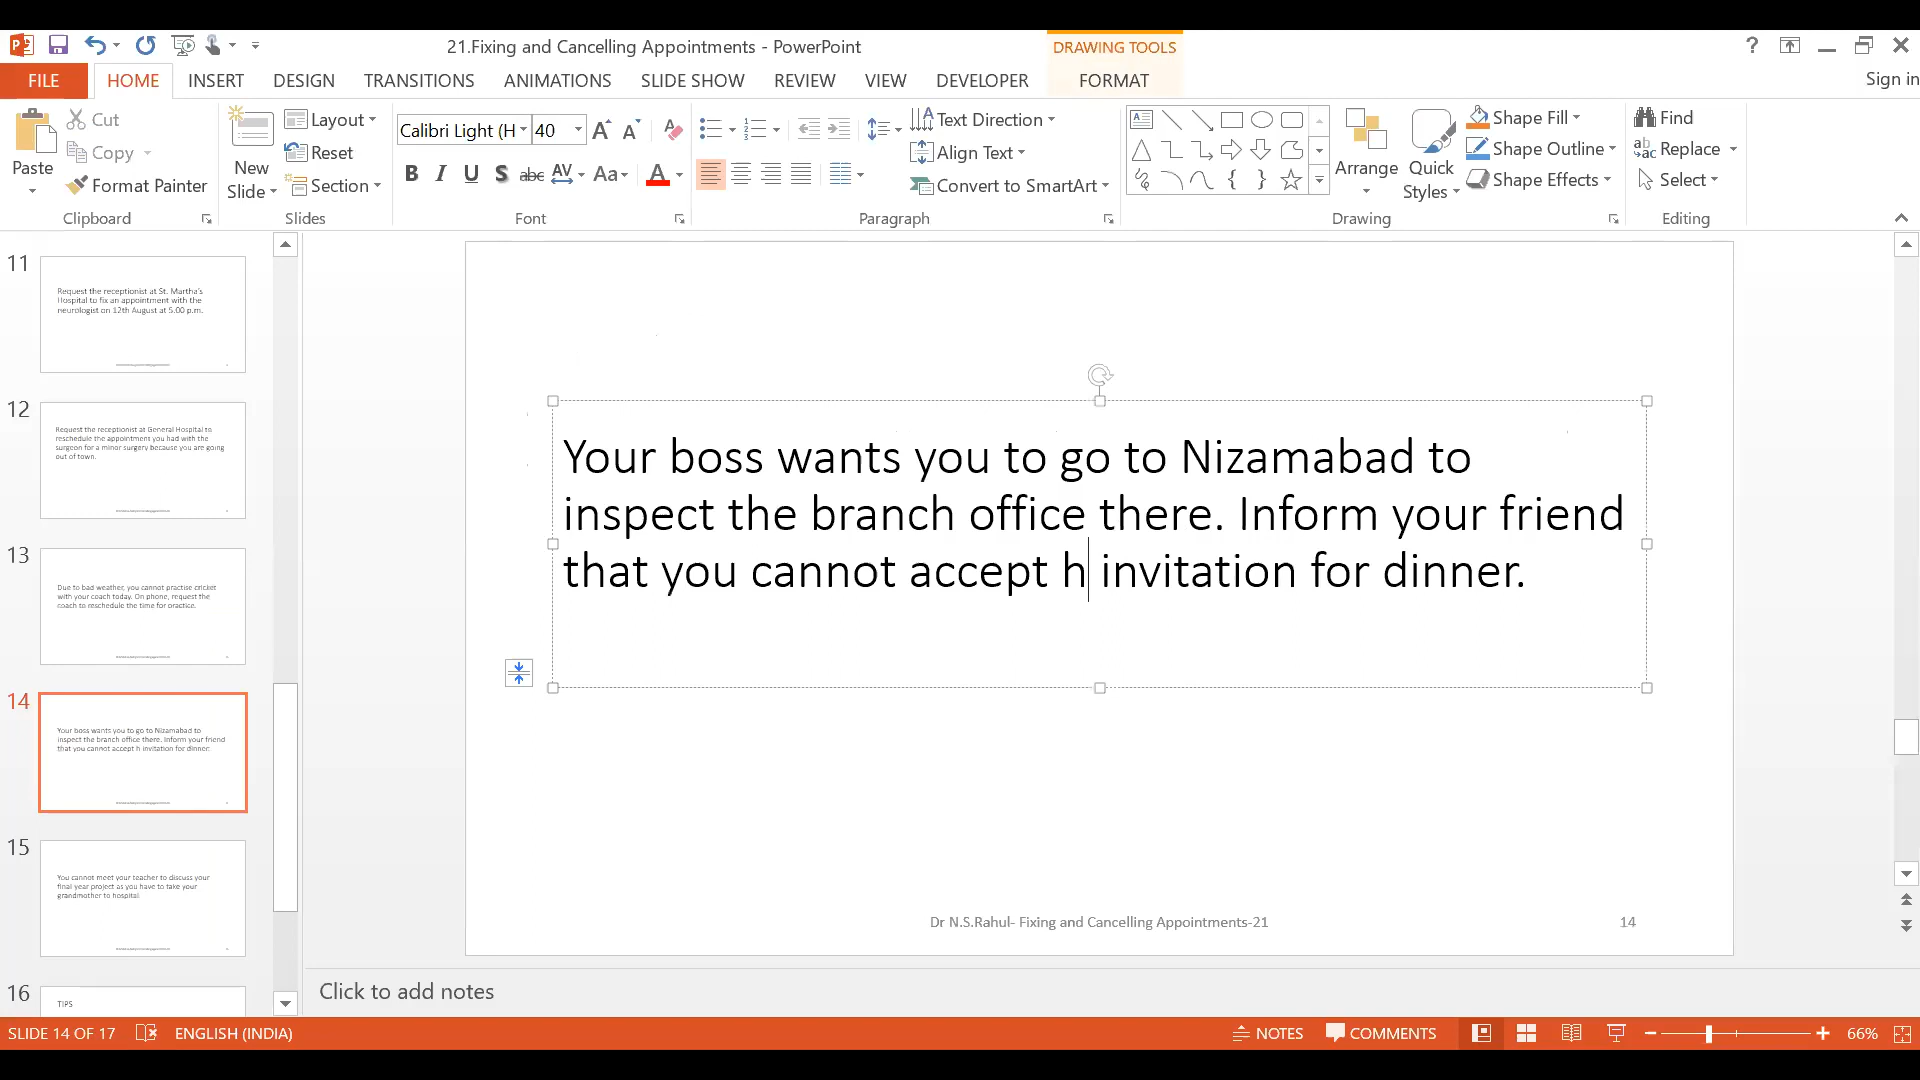 21.Fixing and Cancelling Appointments - PowerPoint
DRAWING TOOLS
?
FILE
HOME
INSERT
DESIGN
TRANSITIONS
ANIMATIONS
SLIDE SHOW
REVIEW
VIEW
DEVELOPER
FORMAT
Sign in
Paste
Cut
Copy
Format Painter
Clipboard
New
Slide
Layout
Reset
Section
Slides
Calibri Light (H
40
B I U S abc AV Aa A
Font
Text Direction
Align Text
Convert to SmartArt
Paragraph
Arrange
Quick
Styles
Shape Fill
Shape Outline
Shape Effects
Drawing
Find
Replace
Select
Editing
11
Request the receptionist at St. Martha's
Hospital to fix an appointment with the
neurologist on 12th August at 5.00 p.m.
12
Request the receptionist at General Hospital to
reschedule the appointment you had with the
surgeon for a minor surgery because you are going
out of town.
13
Due to bad weather, you cannot practise cricket
with your coach today. On phone, request the
coach to reschedule the time for practice.
14
Your boss wants you to go to Nizamabad to
inspect the branch office there. Inform your friend
that you cannot accept h invitation for dinner.
15
You cannot meet your teacher to discuss your
final year project as you have to take your
grandmother to hospital.
16
TIPS
Your boss wants you to go to Nizamabad to
inspect the branch office there. Inform your friend
that you cannot accept h invitation for dinner.
Dr N.S.Rahul- Fixing and Cancelling Appointments-21
14
Click to add notes
SLIDE 14 OF 17
ENGLISH (INDIA)
NOTES
COMMENTS
66%